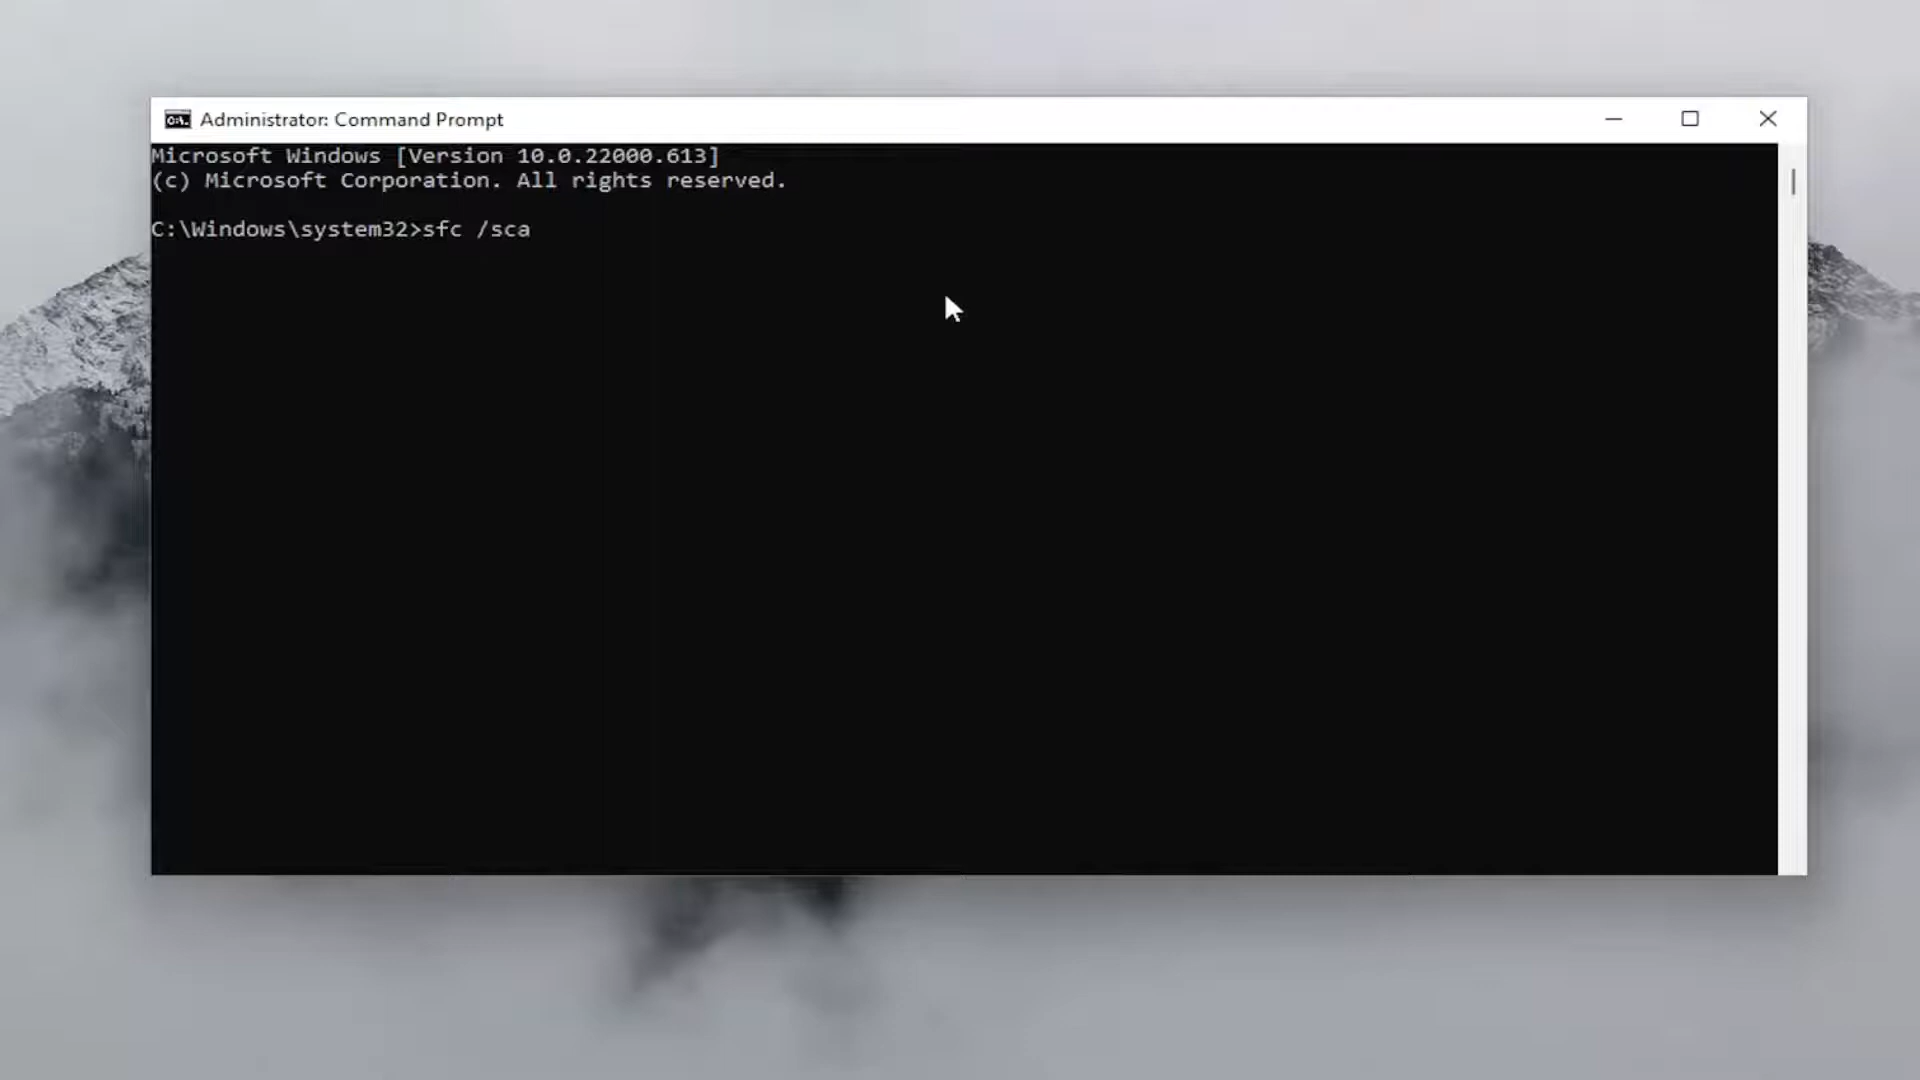 Administrator: Command Prompt
Microsoft Windows [Version 10.0.22000.613]
(c) Microsoft Corporation. All rights reserved.
C:\Windows\system32>sfc /sca